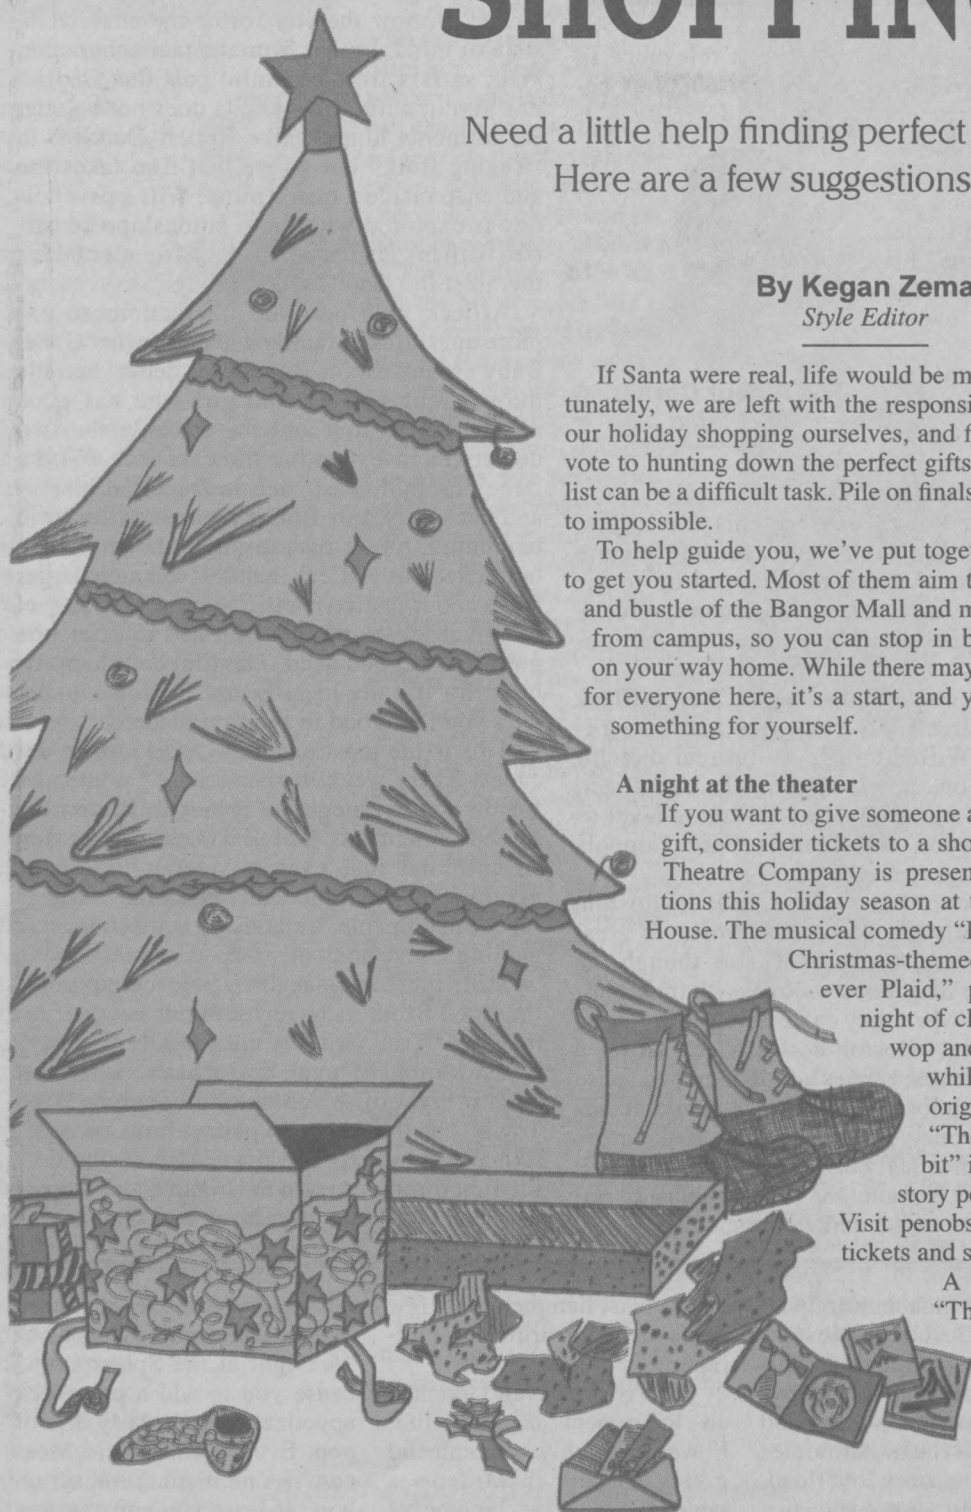 SHOPPIN
Need a little help finding perfect
Here are a few suggestions
By Kegan Zema
Style Editor
If Santa were real, life would be m
tunately, we are left with the responsi
our holiday shopping ourselves, and f
vote to hunting down the perfect gifts
list can be a difficult task. Pile on finals
to impossible.
To help guide you, we’ve put toget
to get you started. Most of them aim t
and bustle of the Bangor Mall and m
from campus, so you can stop in b
on your way home. While there may
for everyone here, it’s a start, and y
something for yourself.
A night at the theater
If you want to give someone a
gift, consider tickets to a sho
Theatre Company is presen
tions this holiday season at
House. The musical comedy “
Christmas-themed
ever Plaid,” p
night of cl
wop and
whil
orig
“Th
bit” i
story pe
Visit penobs
tickets and s
A
“Th